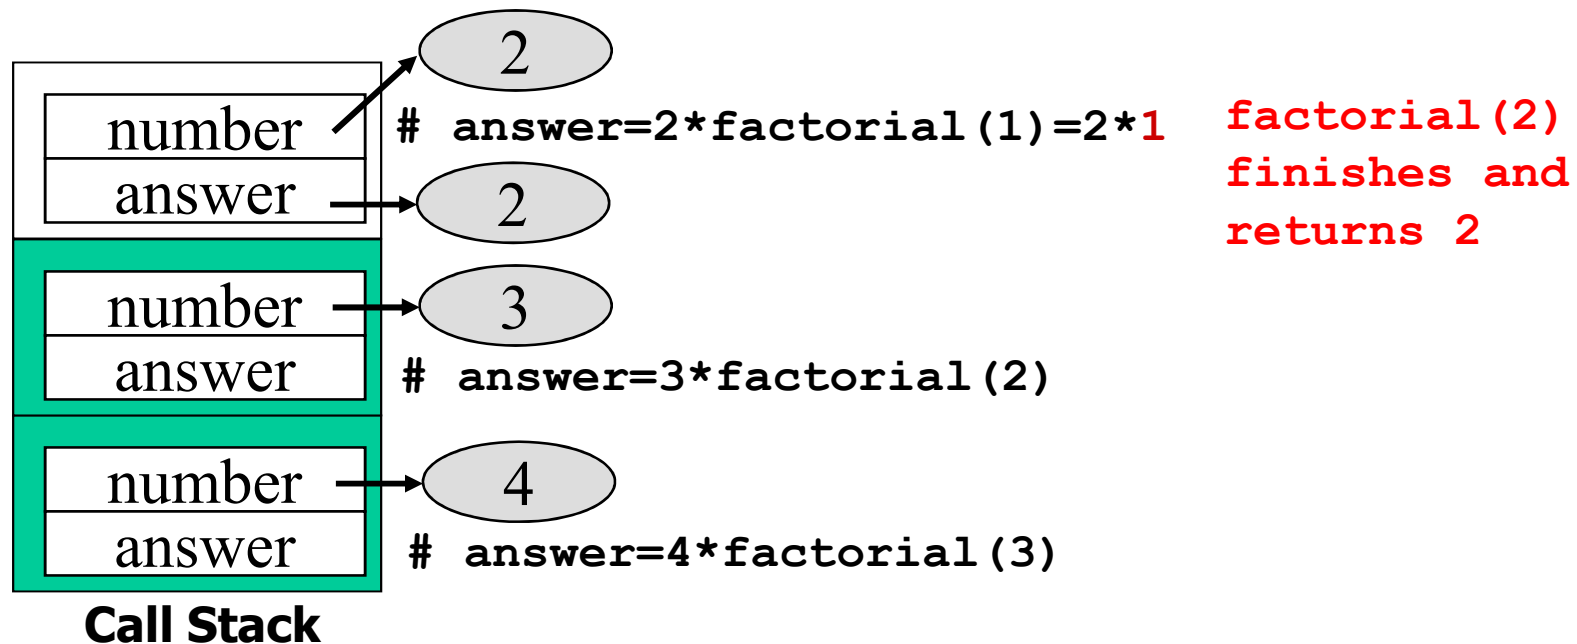 2
number
# answer=2*factorial(1)=2*1
answer
2
factorial(2)
finishes and
returns 2
number
3
answer
# answer=3*factorial(2)
number
4
answer
# answer=4*factorial(3)
Call Stack